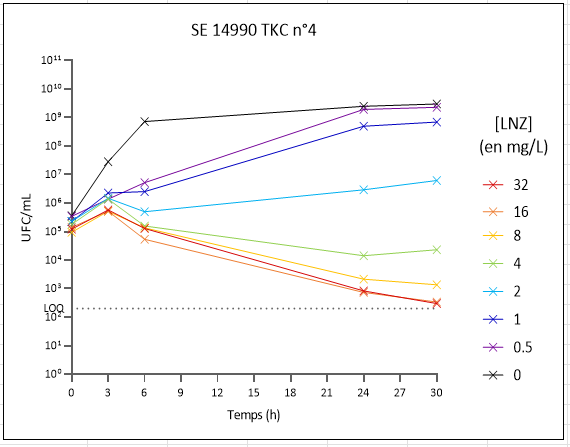 SE 14990 TKC n°4
10¹¹
10¹⁰
10⁹
10⁸
10⁷
10⁶
10⁵
10⁴
10³
LOQ
10²
10¹
10⁰
UFC/mL
0 3 6 9 12 15 18 21 24 27 30
Temps (h)
[LNZ]
(en mg/L)
32
16
8
4
2
1
0.5
0